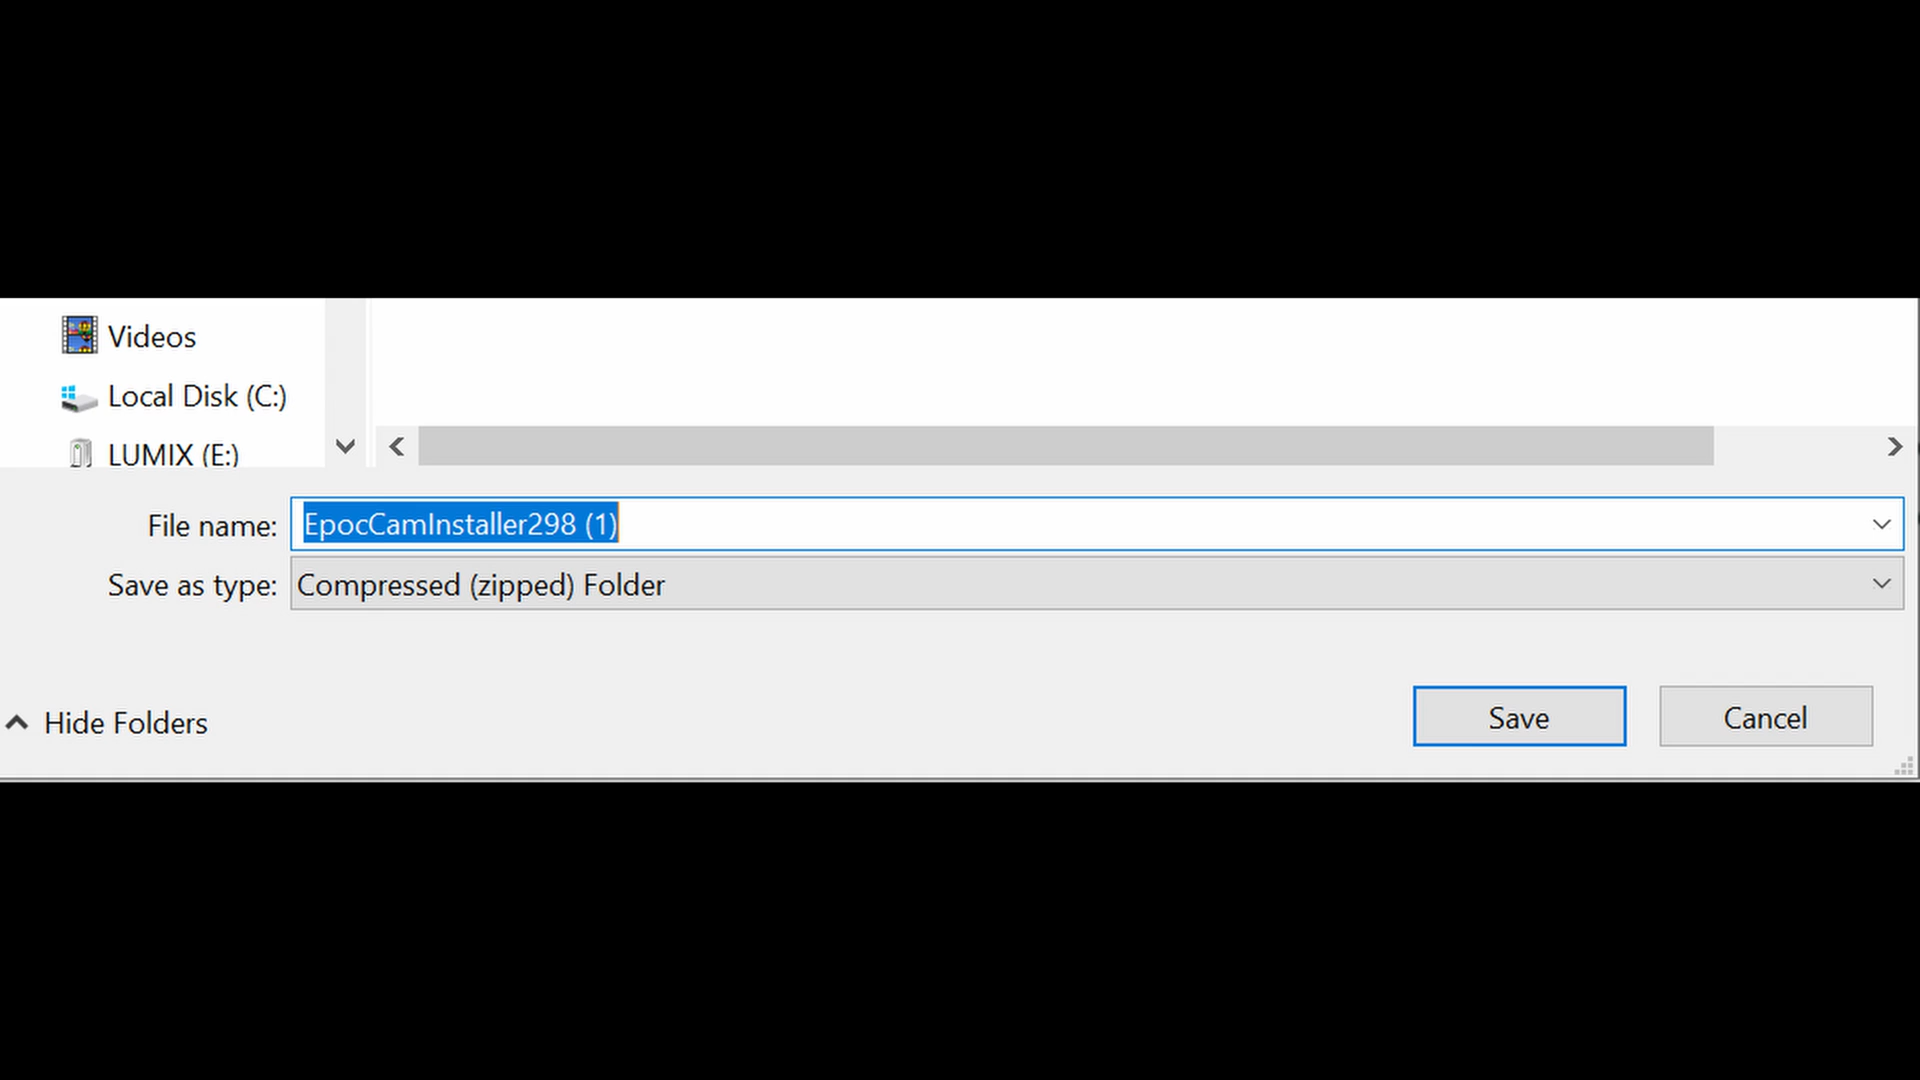 Videos
Local Disk (C:)
LUMIX (E:)
File name: EpocCamInstaller298 (1)
Save as type: Compressed (zipped) Folder
Hide Folders Save Cancel